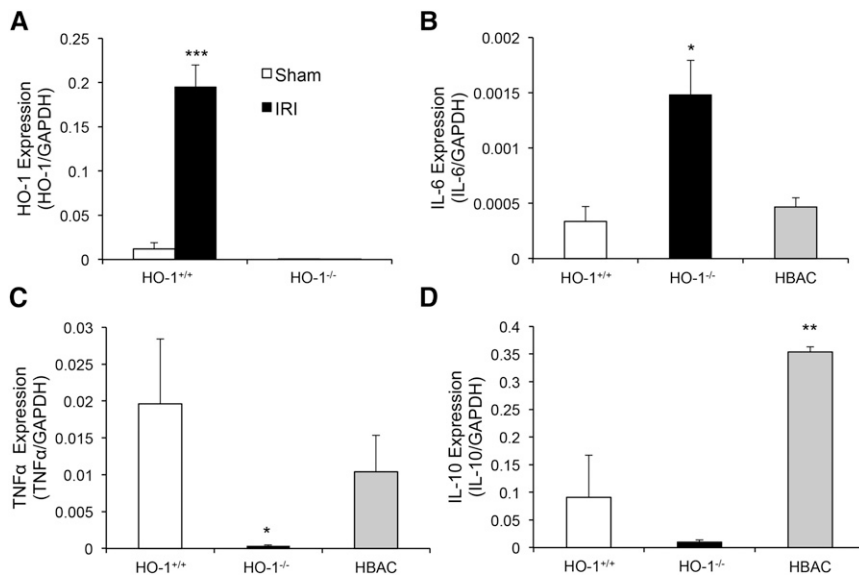 A
HO-1 Expression
(HO-1/GAPDH)
0.25
0.2
0.15
0.1
0.05
0
***
Sham
IRI
HO-1+/+
HO-1-/-
B
IL-6 Expression
(IL-6/GAPDH)
0.002
0.0015
0.001
0.0005
0
*
HO-1+/+
HO-1-/-
HBAC
C
TNFα Expression
(TNFα/GAPDH)
0.03
0.025
0.02
0.015
0.01
0.005
0
*
HO-1+/+
HO-1-/-
HBAC
D
IL-10 Expression
(IL-10/GAPDH)
0.4
0.35
0.3
0.25
0.2
0.15
0.1
0.05
0
**
HO-1+/+
HO-1-/-
HBAC